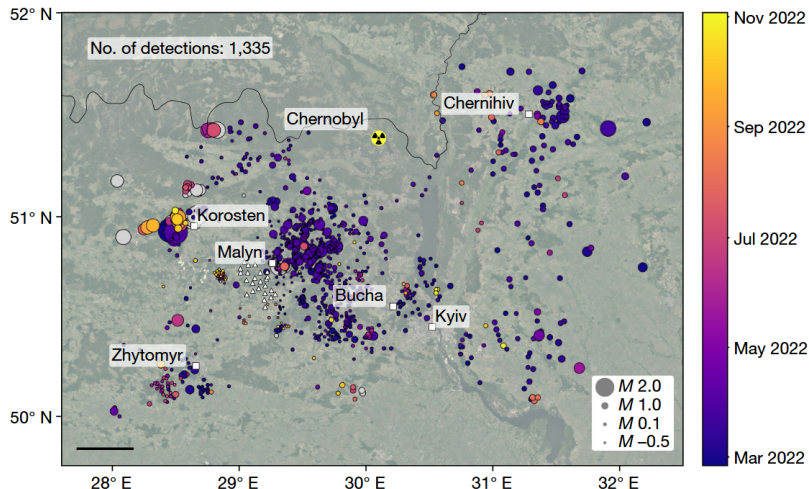 52° N
51° N
50° N
28° E
29° E
30° E
31° E
32° E
No. of detections: 1,335
Chernobyl
Chernihiv
Korosten
Malyn
Bucha
Kyiv
Zhytomyr
M 2.0
M 1.0
M 0.1
M −0.5
Nov 2022
Sep 2022
Jul 2022
May 2022
Mar 2022